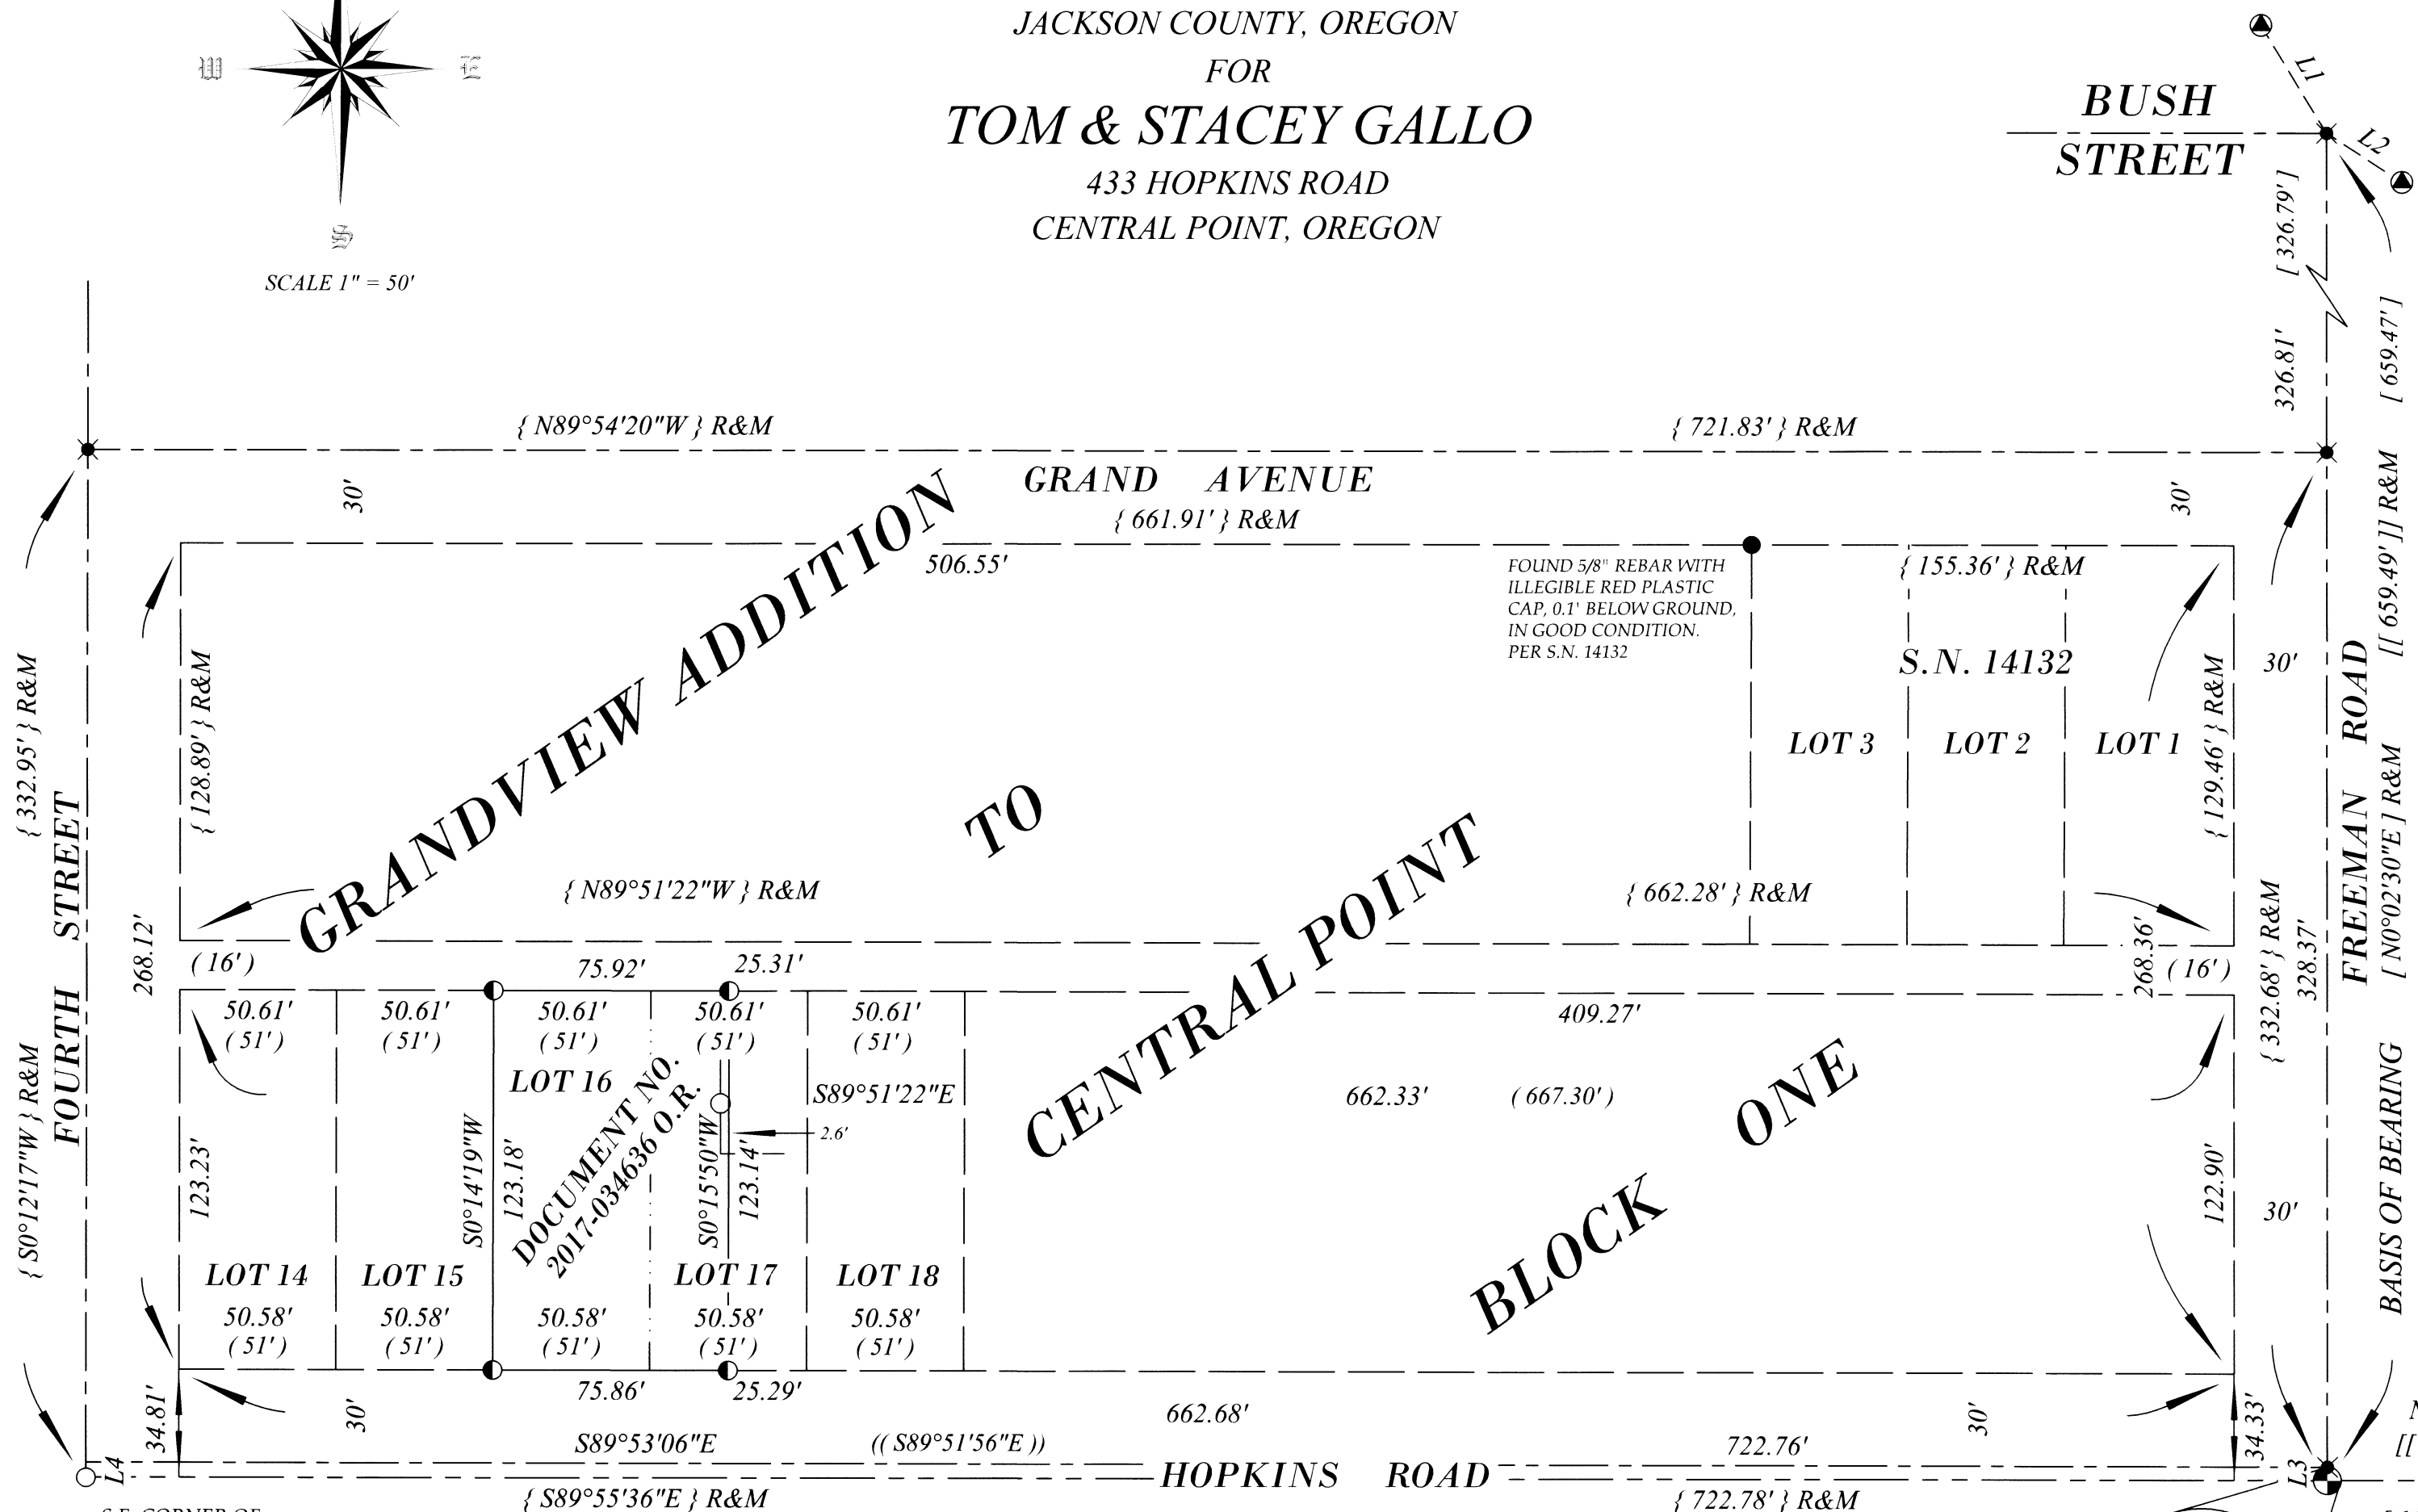 JACKSON COUNTY, OREGON
FOR
TOM & STACEY GALLO
433 HOPKINS ROAD
CENTRAL POINT, OREGON
W
E
S
SCALE 1" = 50'
BUSH
STREET
L1
L2
[ 326.79' ]
326.81'
[ 659.47' ]
{ N89°54'20"W } R&M
{ 721.83' } R&M
GRAND AVENUE
30'
30'
{ 661.91' } R&M
506.55'
{ 155.36' } R&M
FOUND 5/8" REBAR WITH
ILLEGIBLE RED PLASTIC
CAP, 0.1' BELOW GROUND,
IN GOOD CONDITION.
PER S.N. 14132
S.N. 14132
LOT 3
LOT 2
LOT 1
{ 128.89' } R&M
{ 129.46' } R&M
30'
[[ 659.49' ]] R&M
{ 332.95' } R&M
FOURTH STREET
{ S0°12'17"W } R&M
FREEMAN ROAD
[ N0°02'30"E ] R&M
BASIS OF BEARING
GRANDVIEW ADDITION
TO
CENTRAL POINT
BLOCK ONE
{ N89°51'22"W } R&M
{ 662.28' } R&M
268.12'
( 16' )
75.92'
25.31'
268.36'
( 16' )
{ 332.68' } R&M
328.37'
50.61'
50.61'
50.61'
50.61'
50.61'
409.27'
( 51' )
( 51' )
( 51' )
( 51' )
( 51' )
LOT 16
S89°51'22"E
662.33'
( 667.30' )
2.6'
123.23'
S0°14'19"W
123.18'
DOCUMENT NO.
2017-034636 O.R.
S0°15'50"W
123.14'
122.90'
30'
LOT 14
LOT 15
LOT 17
LOT 18
50.58'
50.58'
50.58'
50.58'
50.58'
( 51' )
( 51' )
( 51' )
( 51' )
( 51' )
75.86'
25.29'
34.81'
30'
662.68'
30'
34.33'
S89°53'06"E
(( S89°51'56"E ))
722.76'
L4
HOPKINS ROAD
L3
{ S89°55'36"E } R&M
{ 722.78' } R&M
[[